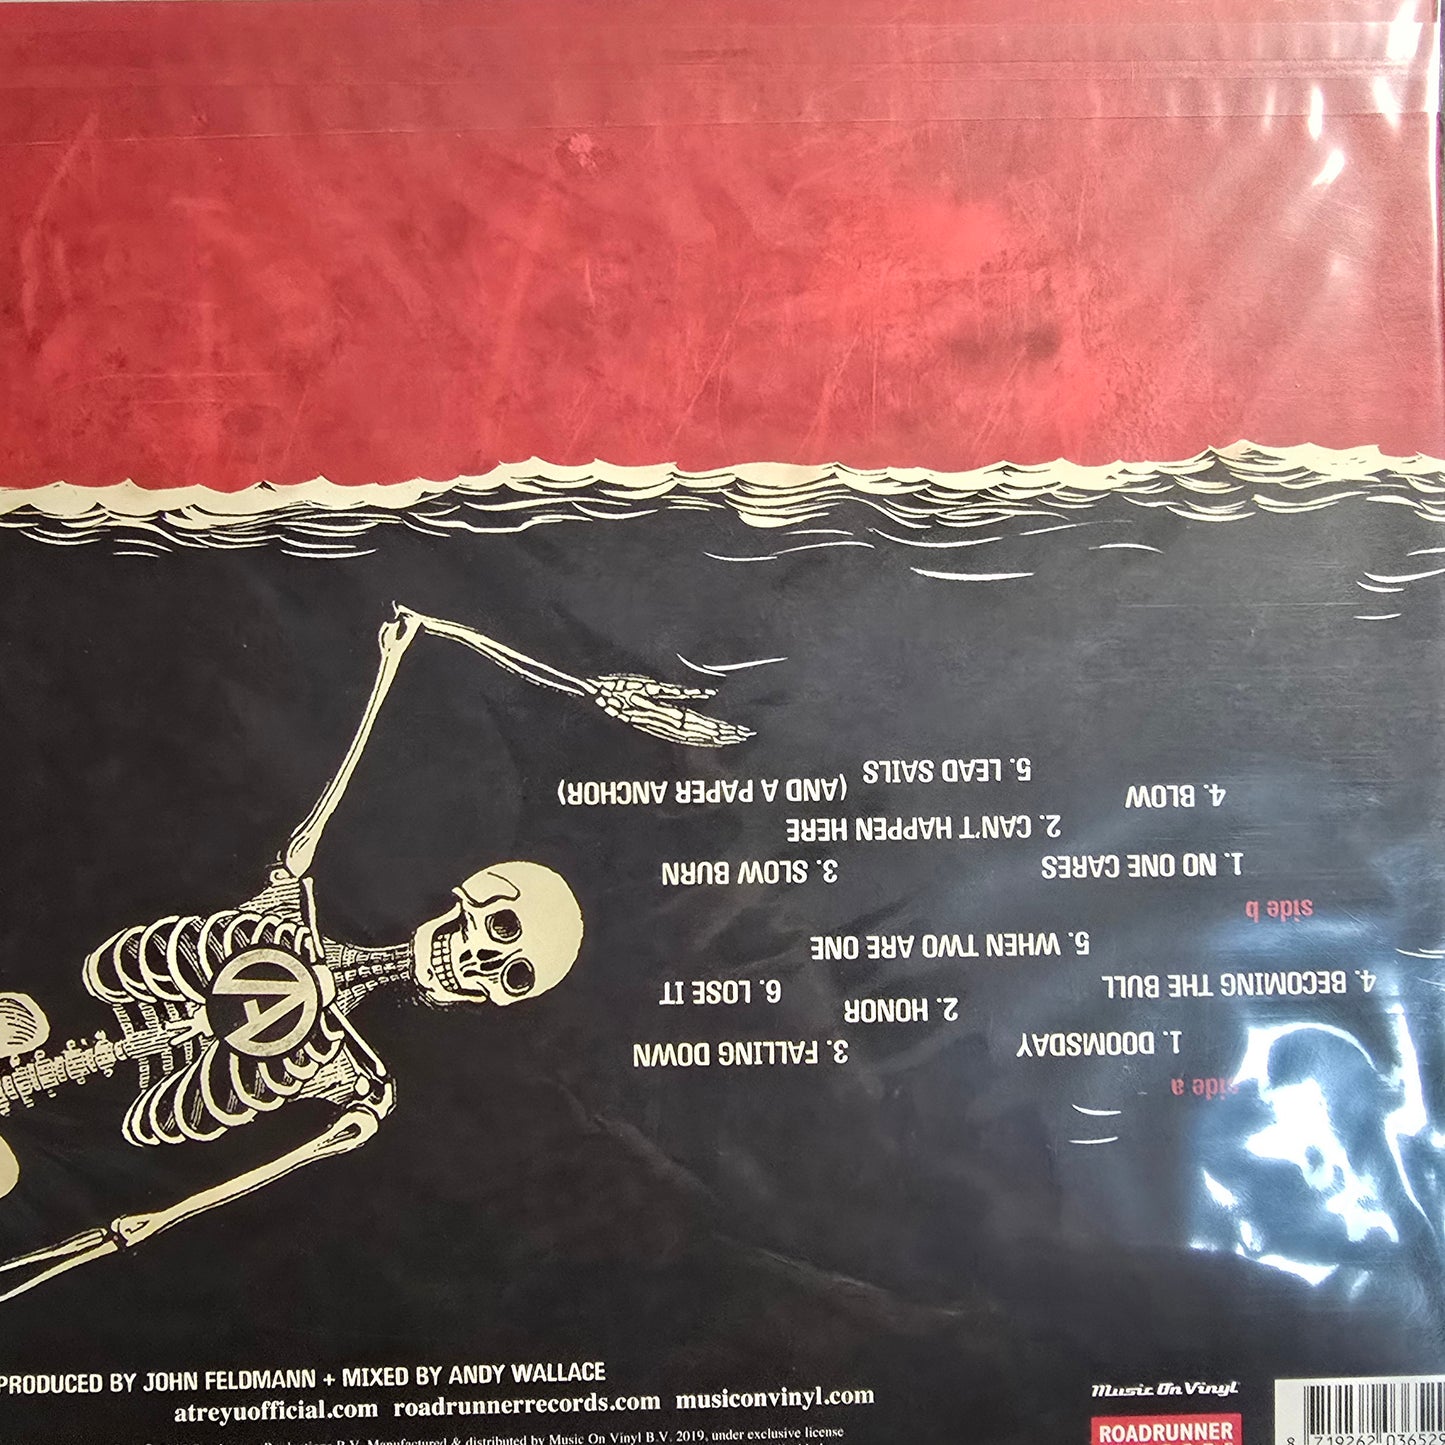 side a
1. DOOMSDAY
2. HONOR
3. FALLING DOWN
4. BECOMING THE BULL
5. WHEN TWO ARE ONE
6. LOSE IT
side b
1. NO ONE CARES
2. CAN'T HAPPEN HERE
3. SLOW BURN
4. BLOW
5. LEAD SAILS
(AND A PAPER ANCHOR)
PRODUCED BY JOHN FELDMANN + MIXED BY ANDY WALLACE
atreyuofficial.com roadrunnerrecords.com musiconvinyl.com
B.V. Manufactured & distributed by Music On Vinyl B.V. 2019, under exclusive license
Music On Vinyl
ROADRUNNER
8 719262 036529